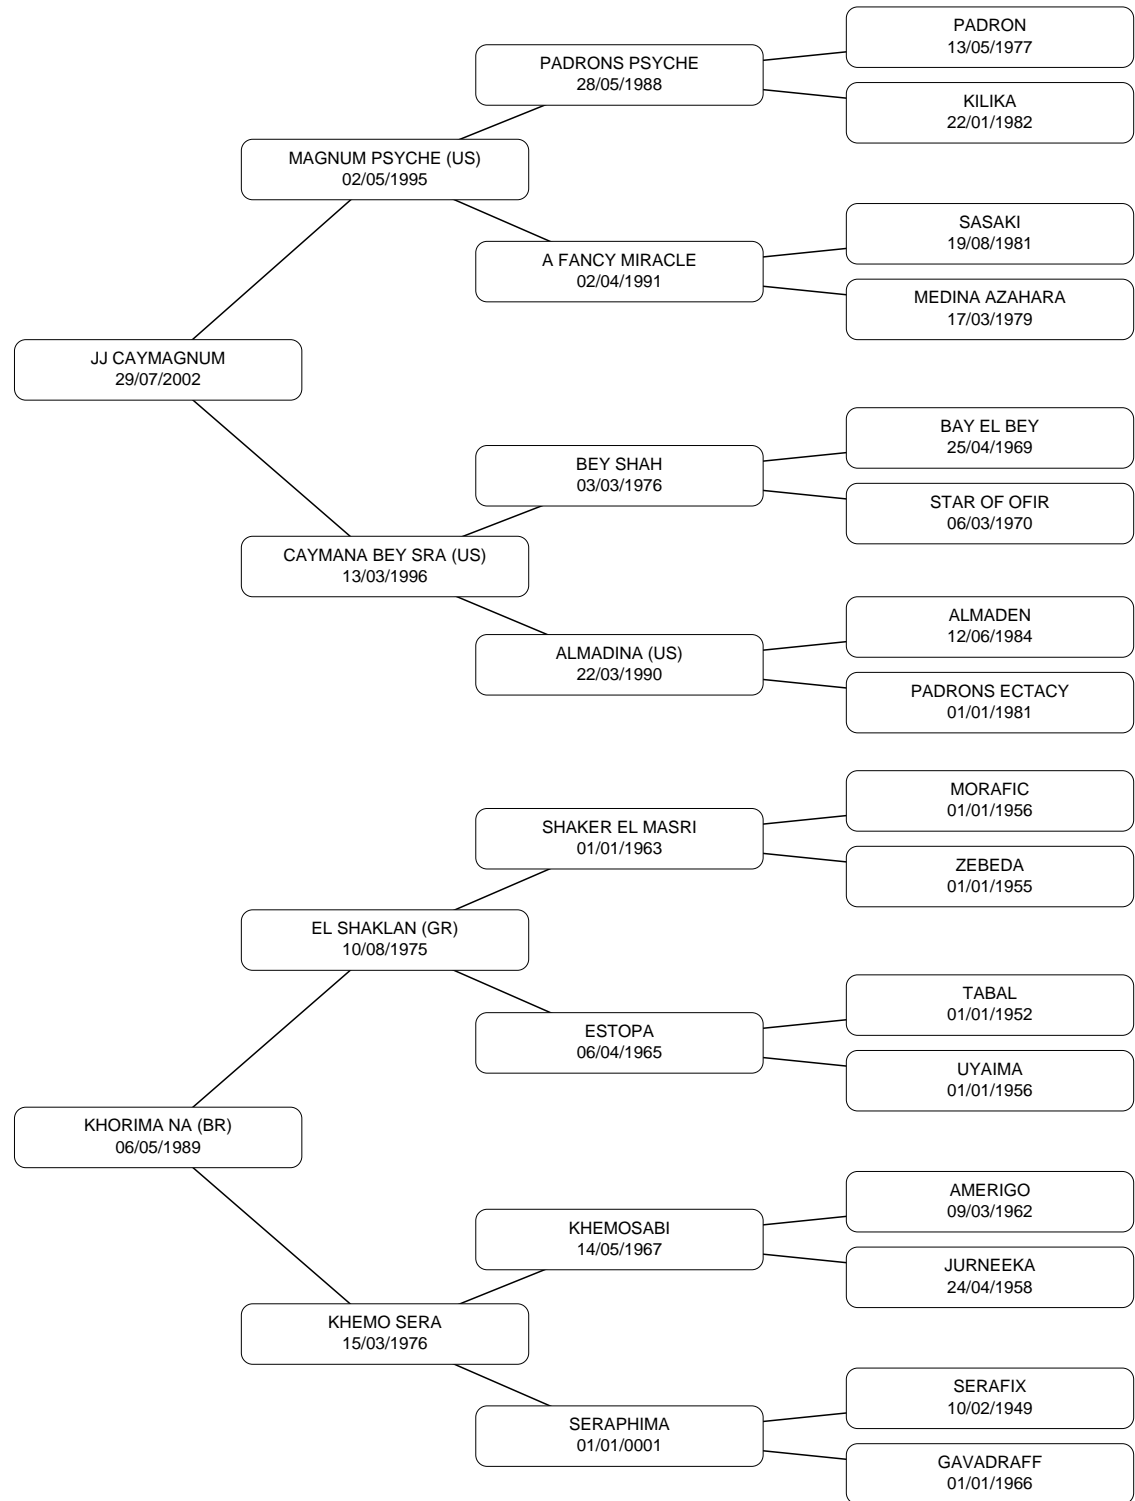 PADRON
13/05/1977
PADRONS PSYCHE
28/05/1988
KILIKA
22/01/1982
MAGNUM PSYCHE (US)
02/05/1995
SASAKI
19/08/1981
A FANCY MIRACLE
02/04/1991
MEDINA AZAHARA
17/03/1979
JJ CAYMAGNUM
29/07/2002
BAY EL BEY
25/04/1969
BEY SHAH
03/03/1976
STAR OF OFIR
06/03/1970
CAYMANA BEY SRA (US)
13/03/1996
ALMADEN
12/06/1984
ALMADINA (US)
22/03/1990
PADRONS ECTACY
01/01/1981
MORAFIC
01/01/1956
SHAKER EL MASRI
01/01/1963
ZEBEDA
01/01/1955
EL SHAKLAN (GR)
10/08/1975
TABAL
01/01/1952
ESTOPA
06/04/1965
UYAIMA
01/01/1956
KHORIMA NA (BR)
06/05/1989
AMERIGO
09/03/1962
KHEMOSABI
14/05/1967
JURNEEKA
24/04/1958
KHEMO SERA
15/03/1976
SERAFIX
10/02/1949
SERAPHIMA
01/01/0001
GAVADRAFF
01/01/1966